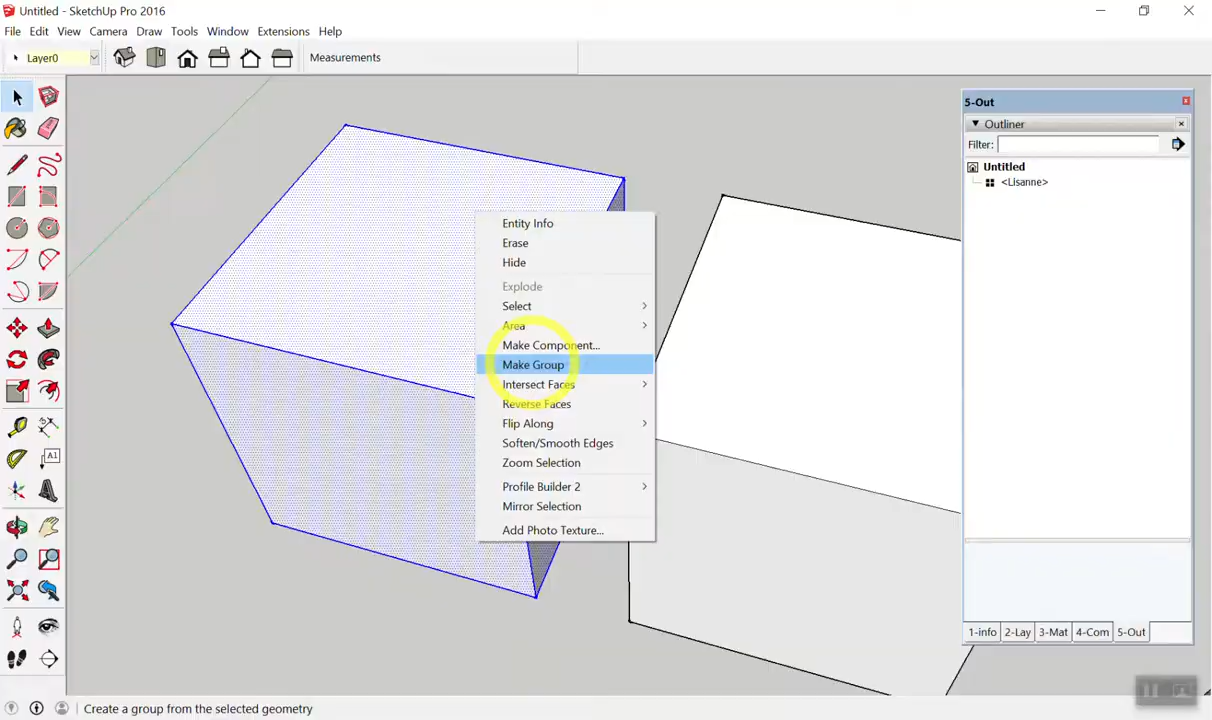 Untitled - SketchUp Pro 2016
File Edit View Camera Draw Tools Window Extensions Help
Layer0
Measurements
5-Out
Outliner
Filter:
Untitled
<Lisanne>
Entity Info
Erase
Hide
Explode
Select
Area
Make Component...
Make Group
Intersect Faces
Reverse Faces
Flip Along
Soften/Smooth Edges
Zoom Selection
Profile Builder 2
Mirror Selection
Add Photo Texture...
A1
1-info 2-Lay 3-Mat 4-Com 5-Out
Create a group from the selected geometry